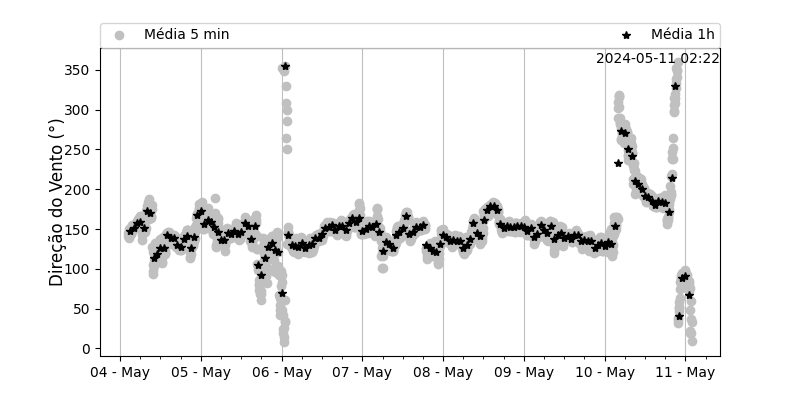 Média 5 min
Média 1h
2024-05-11 02:22
Direção do Vento (°)
350
300
250
200
150
100
50
0
04 - May
05 - May
06 - May
07 - May
08 - May
09 - May
10 - May
11 - May